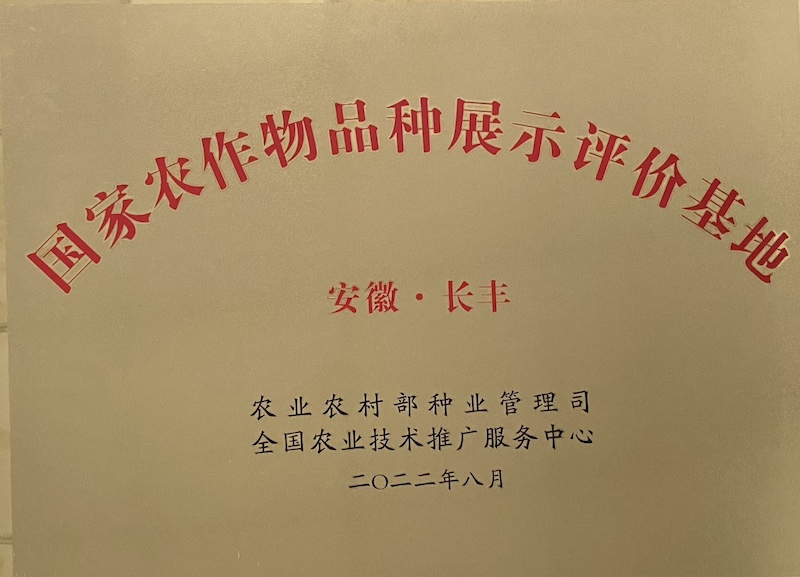 国家农作物品种展示评价基地
安徽·长丰
农业农村部种业管理司
全国农业技术推广服务中心
二〇二二年八月